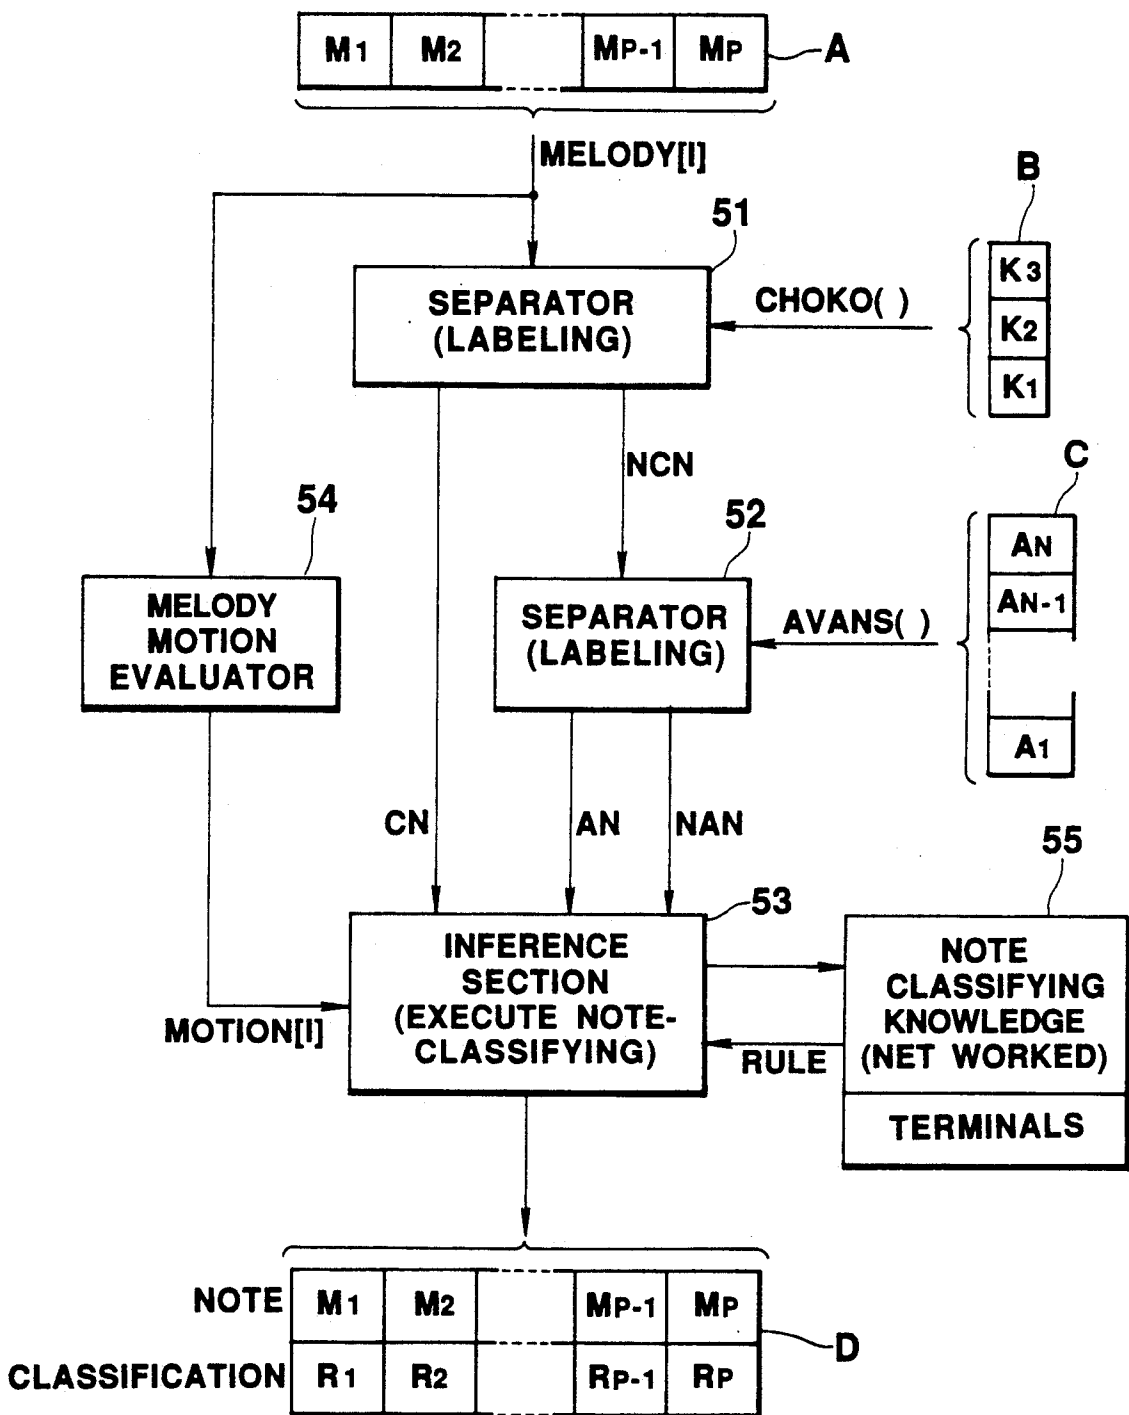 M1 M2 MP-1 MP A
MELODY[I]
B
51
K3
K2
K1
SEPARATOR
(LABELING)
CHOKO( )
NCN
C
54
52
AN
AN-1
A1
MELODY
MOTION
EVALUATOR
SEPARATOR
(LABELING)
AVANS( )
CN AN NAN
55
53
INFERENCE
SECTION
(EXECUTE NOTE-
CLASSIFYING)
NOTE
CLASSIFYING
KNOWLEDGE
(NET WORKED)
MOTION[I]
RULE
TERMINALS
NOTE M1 M2 MP-1 MP
D
CLASSIFICATION R1 R2 RP-1 RP